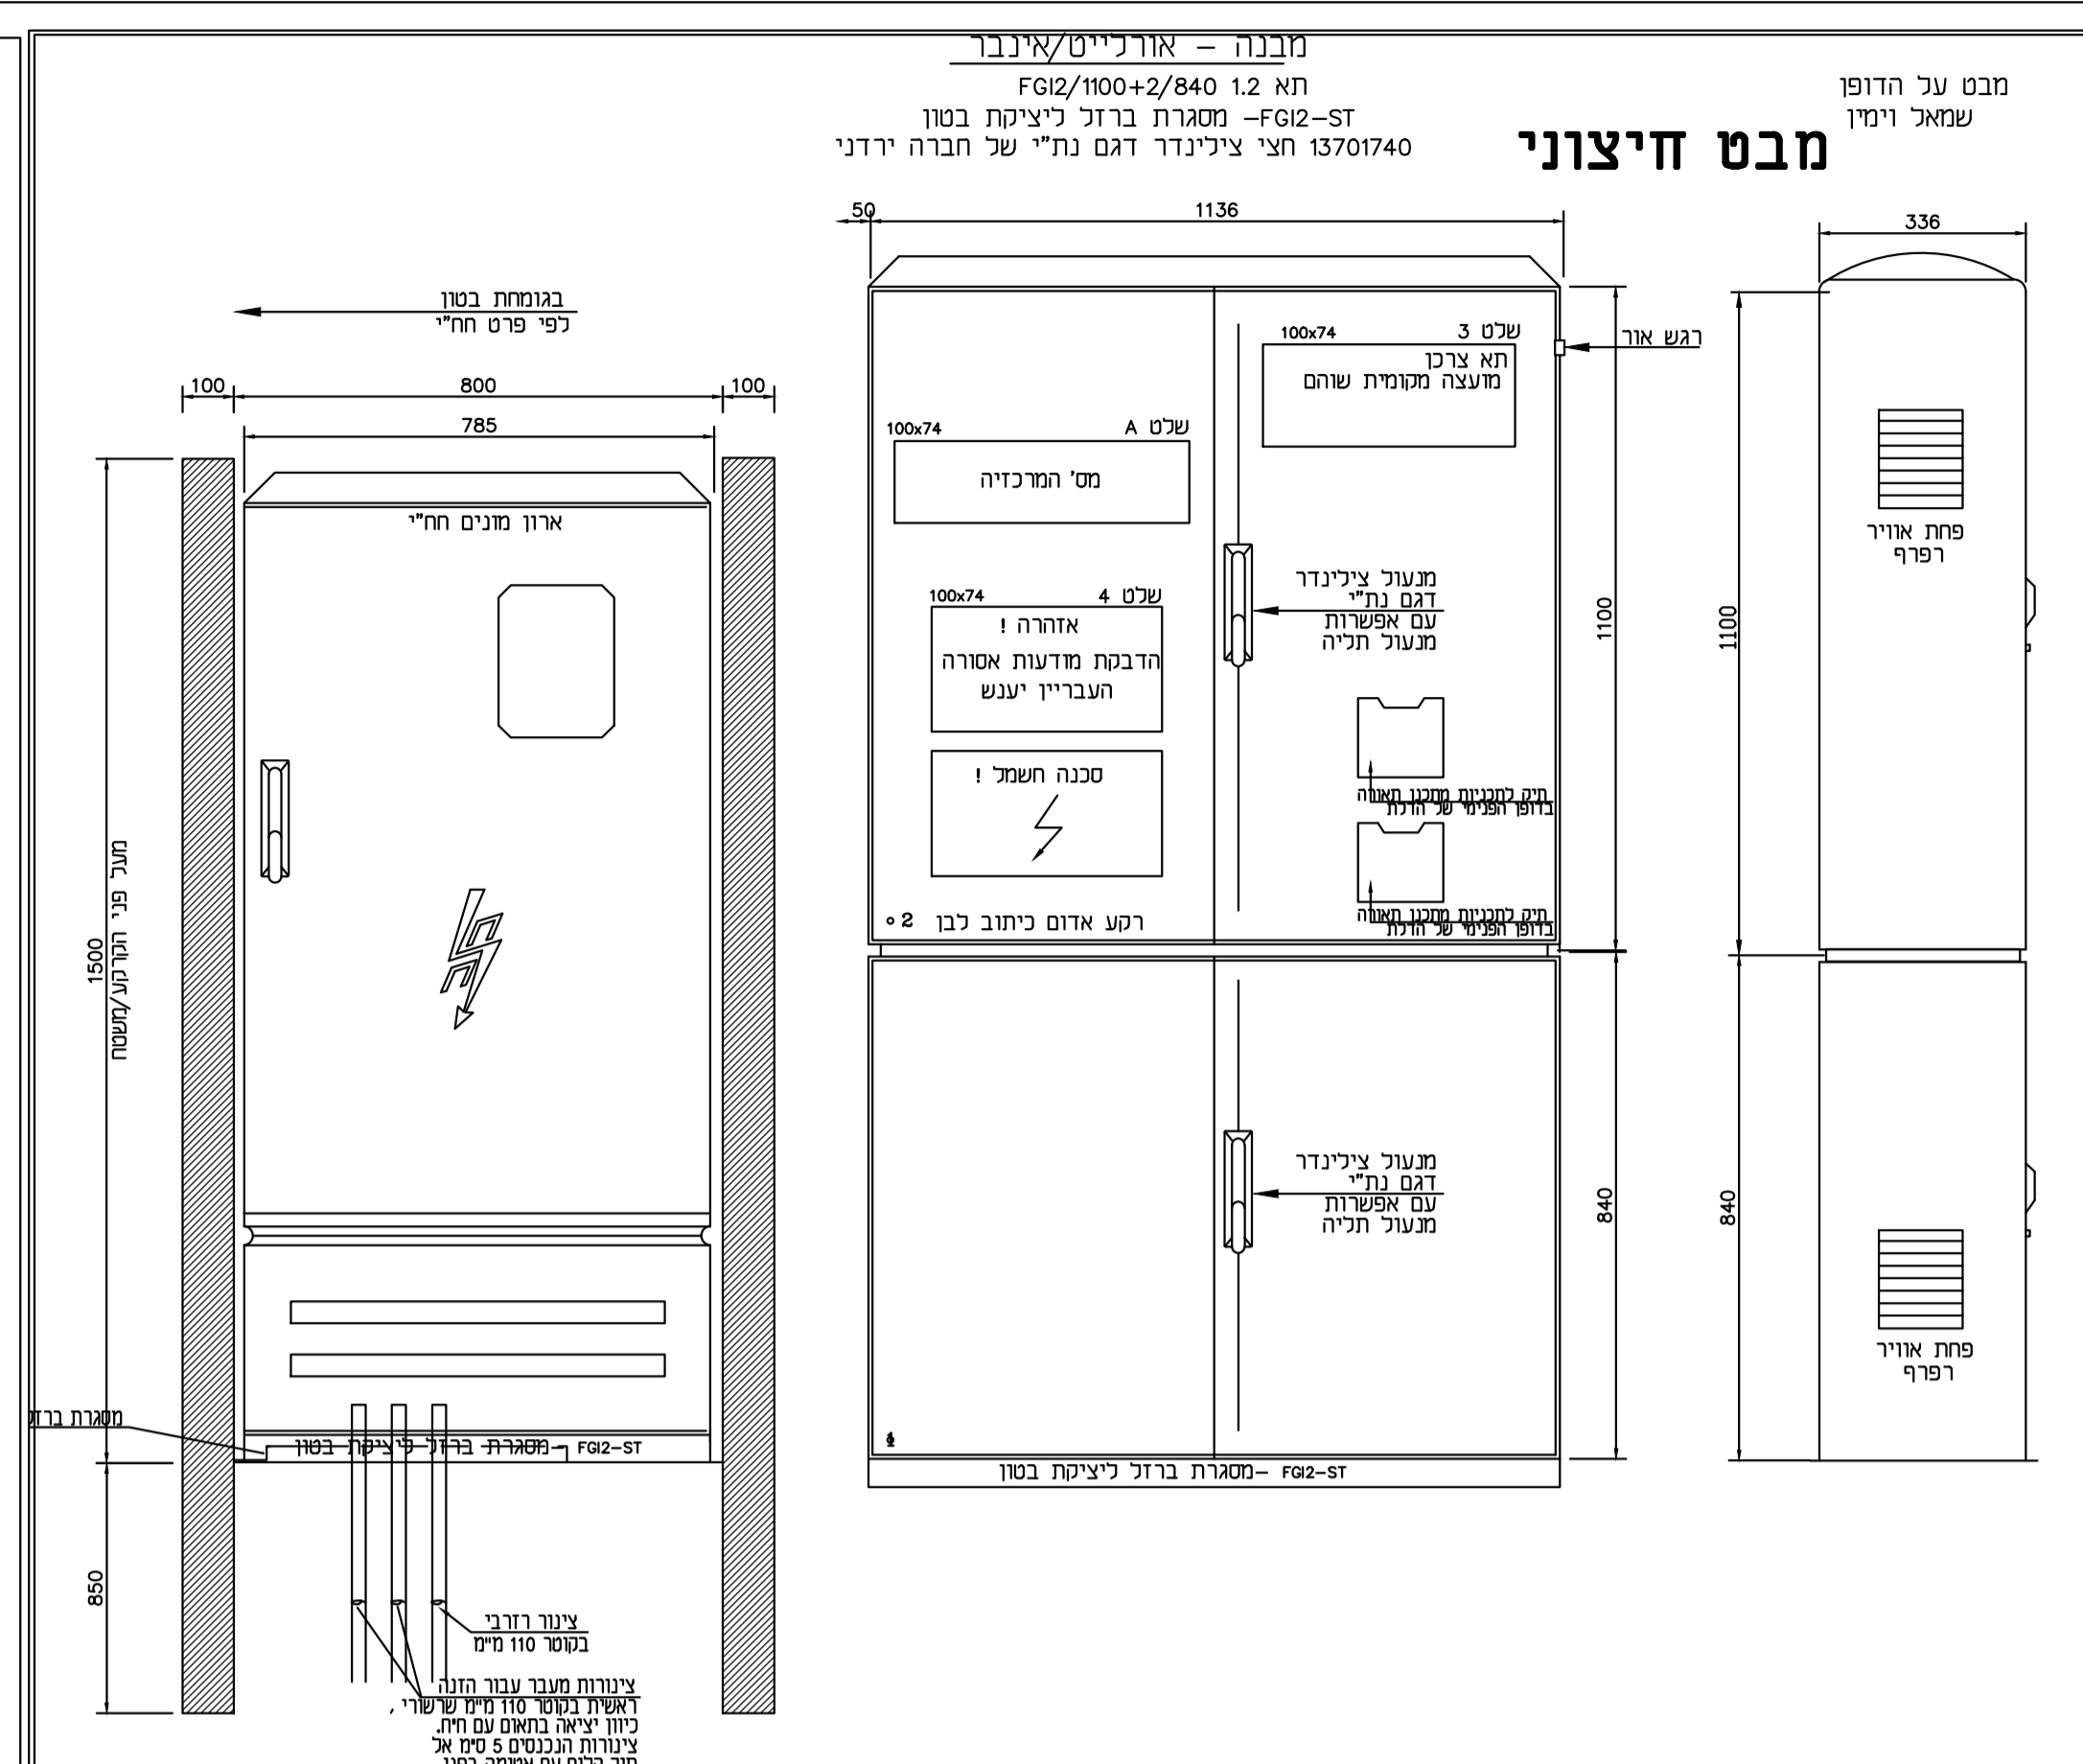 מבנה – אורלייט/אינבר
תא 1.2 FGI2/1100+2/840
FGI2-ST- מסגרת ברזל ליציקת בטון
13701740 חצי צילינדר דגם נת"י של חברה ירדני
מבט על הדופן
שמאל וימין
מבט חיצוני
בגומחת בטון
לפי פרט חח"י
100
800
100
785
ארון מונים חח"י
1500
מעל פני הקרקע/משטח
850
מסגרת ברזל
FGI2-ST -מסגרת ברזל ליציקת בטון
צינור רזרבי
בקוטר 110 מ"מ
צינורות מעבר עבור הזנה
ראשית בקוטר 110 מ"מ שרשורי ,
כיוון יציאה בתאום עם ח"ח.
צינורות הנכנסים 5 ס"מ אל
50
1136
שלט A
100x74
מס' המרכזיה
שלט 4
100x74
אזהרה !
הדבקת מודעות אסורה
העבריין יענש
סכנה חשמל !
2 רקע אדום כיתוב לבן
שלט 3
100x74
תא צרכן
מועצה מקומית שוהם
רגש אור
מנעול צילינדר
דגם נת"י
עם אפשרות
מנעול תליה
תיק לתכניות מתכנן תאורה
בדופן הפנימי של הדלת
תיק לתכניות מתכנן תאורה
בדופן הפנימי של הדלת
1100
מנעול צילינדר
דגם נת"י
עם אפשרות
מנעול תליה
840
FGI2-ST -מסגרת ברזל ליציקת בטון
336
1100
פחת אוויר
רפרף
840
פחת אוויר
רפרף